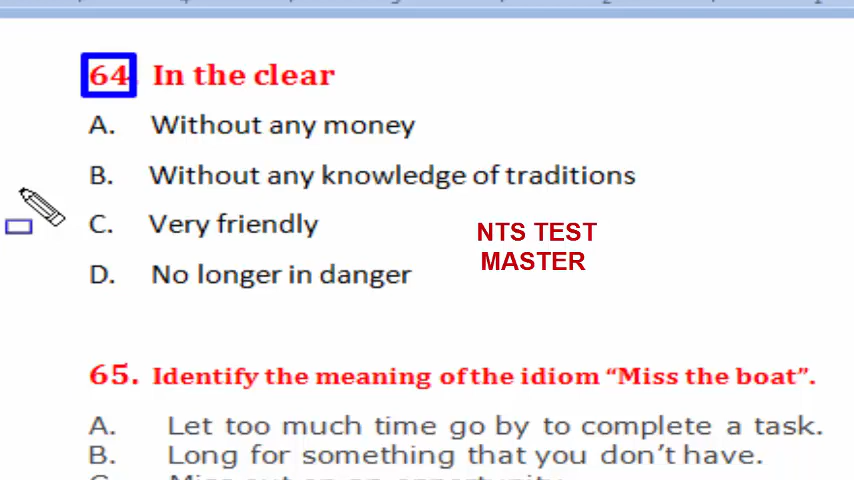 64. In the clear
A. Without any money
B. Without any knowledge of traditions
C. Very friendly
D. No longer in danger
NTS TEST
MASTER
65. Identify the meaning of the idiom “Miss the boat”.
A. Let too much time go by to complete a task.
B. Long for something that you don’t have.